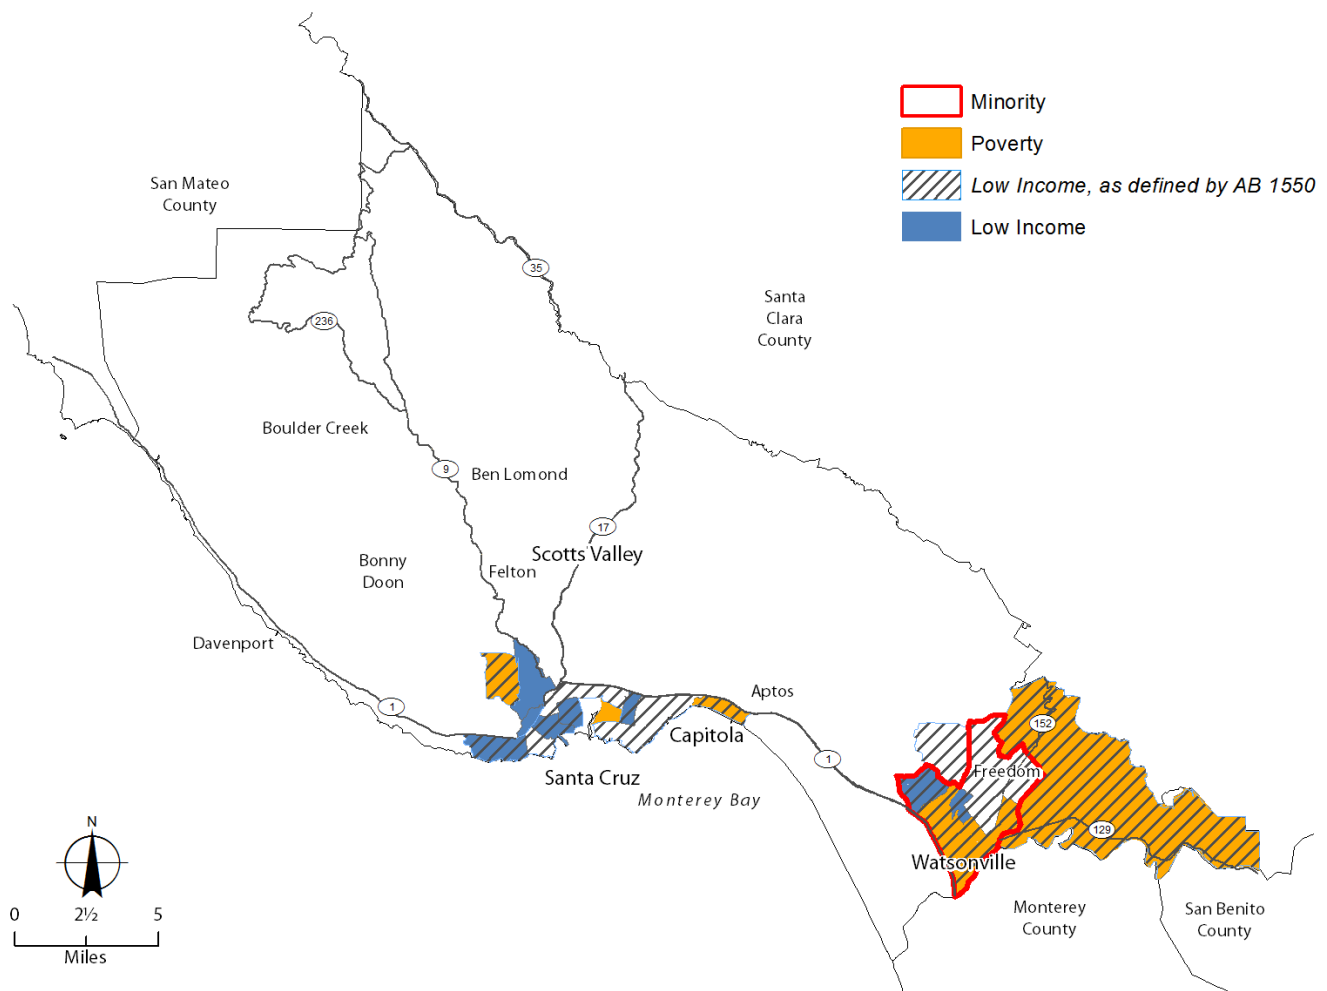 Minority
Poverty
Low Income, as defined by AB 1550
Low Income
San Mateo
County
35
Santa
Clara
County
236
Boulder Creek
9
Ben Lomond
17
Scotts Valley
Bonny
Doon
Felton
Davenport
1
Aptos
152
Capitola
1
Freedom
Santa Cruz
Monterey Bay
129
N
Watsonville
0
2½
5
Miles
Monterey
County
San Benito
County